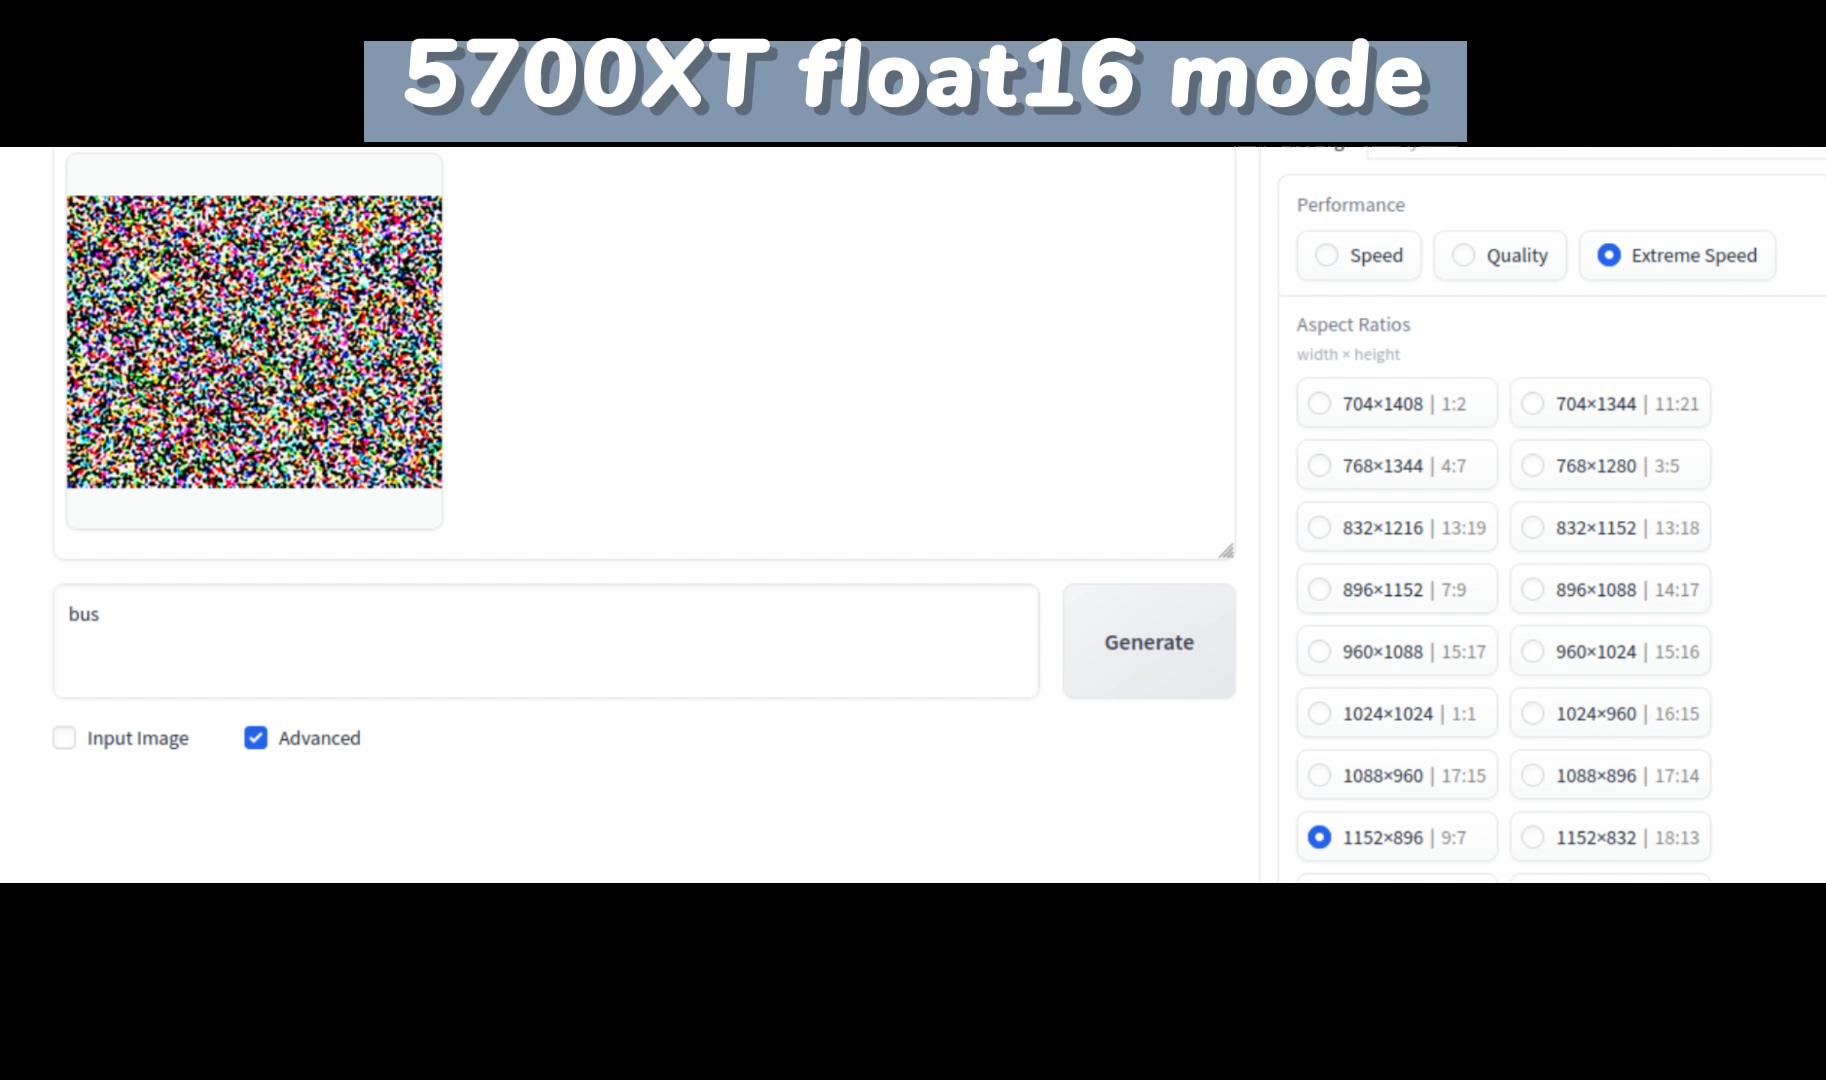 5700XT float16 mode
Performance
Speed
Quality
Extreme Speed
Aspect Ratios
width × height
704×1408 | 1:2
704×1344 | 11:21
768×1344 | 4:7
768×1280 | 3:5
832×1216 | 13:19
832×1152 | 13:18
896×1152 | 7:9
896×1088 | 14:17
960×1088 | 15:17
960×1024 | 15:16
1024×1024 | 1:1
1024×960 | 16:15
1088×960 | 17:15
1088×896 | 17:14
1152×896 | 9:7
1152×832 | 18:13
bus
Generate
Input Image
Advanced